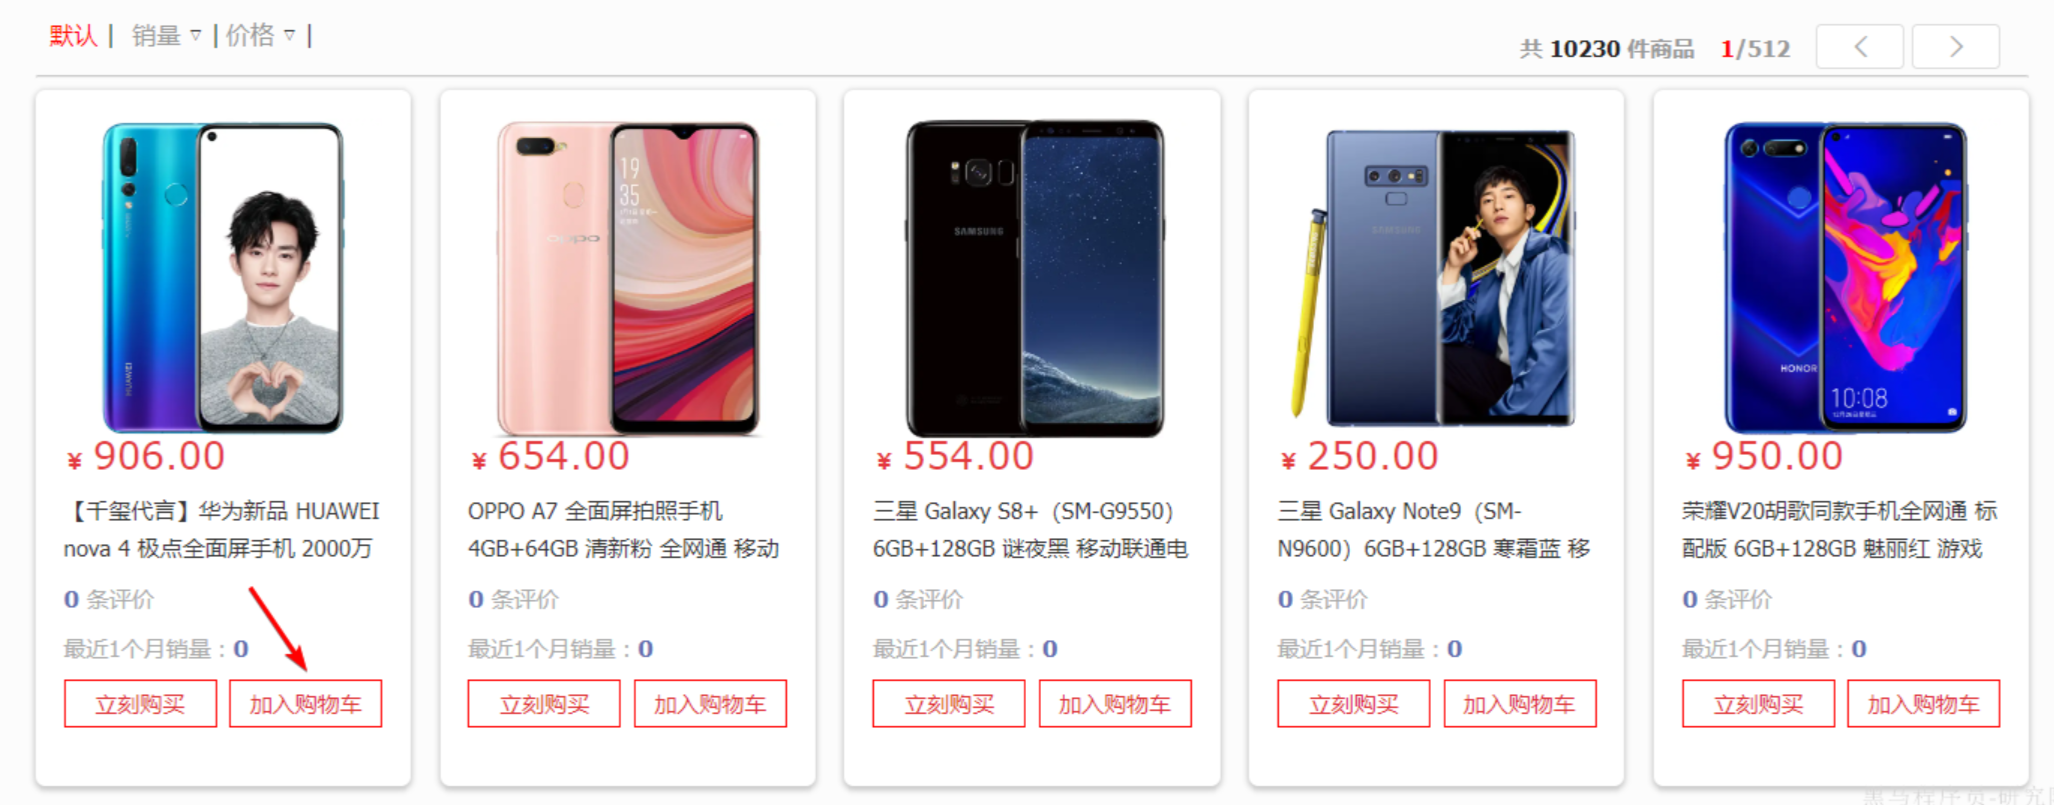 默认 | 销量 ▽ | 价格 ▽ |
共 10230 件商品 1/512
HUAWEI
¥ 906.00
【千玺代言】华为新品 HUAWEI
nova 4 极点全面屏手机 2000万
0 条评价
最近1个月销量：0
立刻购买 加入购物车
19
35
oppo
¥ 654.00
OPPO A7 全面屏拍照手机
4GB+64GB 清新粉 全网通 移动
0 条评价
最近1个月销量：0
立刻购买 加入购物车
SAMSUNG
¥ 554.00
三星 Galaxy S8+（SM-G9550）
6GB+128GB 谜夜黑 移动联通电
0 条评价
最近1个月销量：0
立刻购买 加入购物车
SAMSUNG
¥ 250.00
三星 Galaxy Note9（SM-
N9600）6GB+128GB 寒霜蓝 移
0 条评价
最近1个月销量：0
立刻购买 加入购物车
HONOR
10:08
¥ 950.00
荣耀V20胡歌同款手机全网通 标
配版 6GB+128GB 魅丽红 游戏
0 条评价
最近1个月销量：0
立刻购买 加入购物车